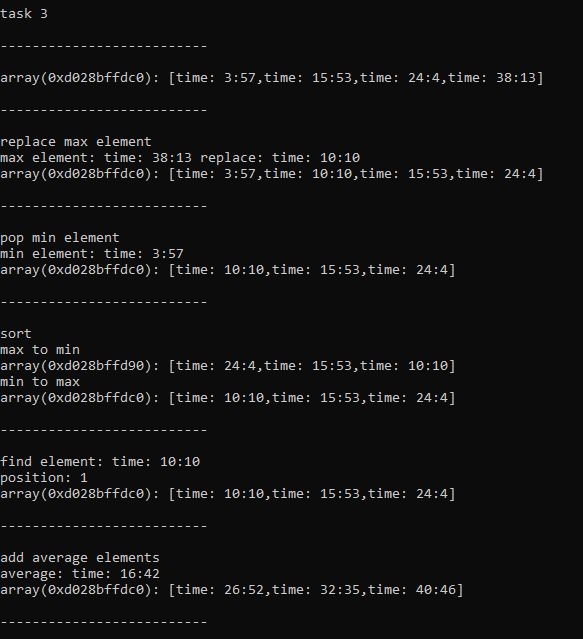 task 3
--------------------------
array(0xd028bffdc0): [time: 3:57,time: 15:53,time: 24:4,time: 38:13]
--------------------------
replace max element
max element: time: 38:13 replace: time: 10:10
array(0xd028bffdc0): [time: 3:57,time: 10:10,time: 15:53,time: 24:4]
--------------------------
pop min element
min element: time: 3:57
array(0xd028bffdc0): [time: 10:10,time: 15:53,time: 24:4]
--------------------------
sort
max to min
array(0xd028bffd90): [time: 24:4,time: 15:53,time: 10:10]
min to max
array(0xd028bffdc0): [time: 10:10,time: 15:53,time: 24:4]
--------------------------
find element: time: 10:10
position: 1
array(0xd028bffdc0): [time: 10:10,time: 15:53,time: 24:4]
--------------------------
add average elements
average: time: 16:42
array(0xd028bffdc0): [time: 26:52,time: 32:35,time: 40:46]
--------------------------